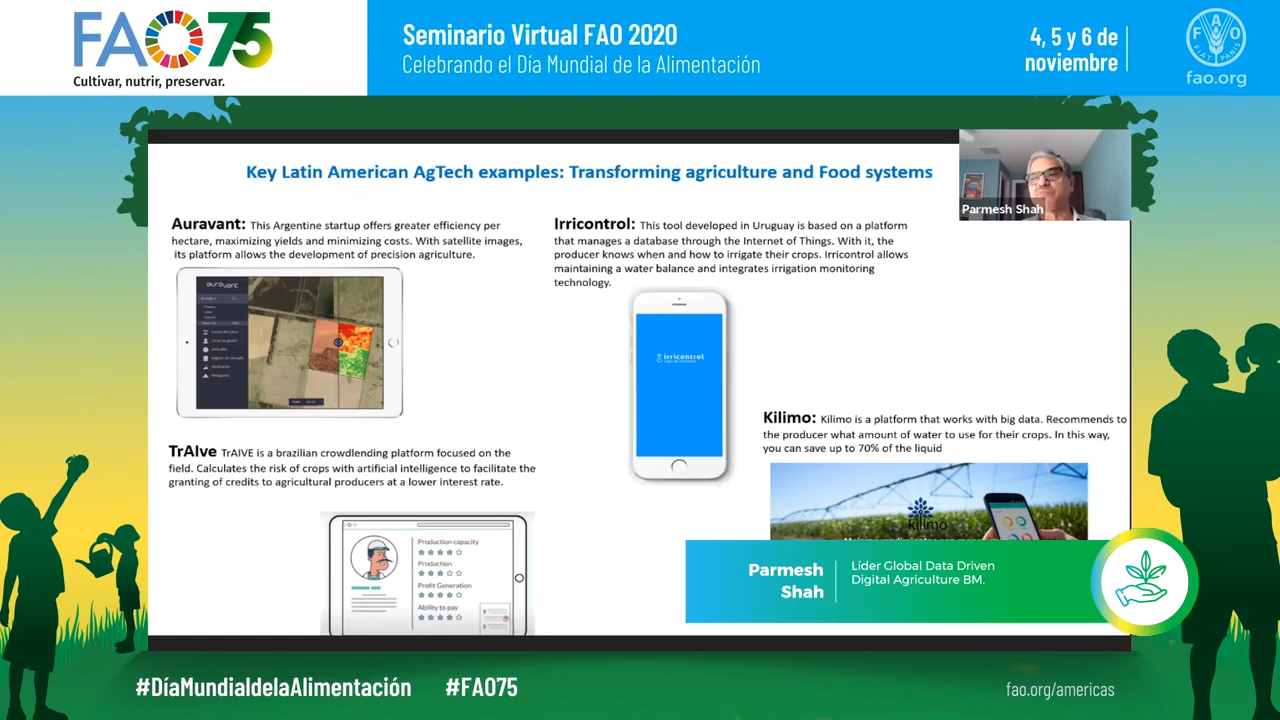 FAO75
Cultivar, nutrir, preservar.
Seminario Virtual FAO 2020
Celebrando el Día Mundial de la Alimentación
4, 5 y 6 de
noviembre
FAO
FIAT PANIS
fao.org
Key Latin American AgTech examples: Transforming agriculture and Food systems
Parmesh Shah
Auravant: This Argentine startup offers greater efficiency per
hectare, maximizing yields and minimizing costs. With satellite images,
its platform allows the development of precision agriculture.
auravant
Irricontrol: This tool developed in Uruguay is based on a platform
that manages a database through the Internet of Things. With it, the
producer knows when and how to irrigate their crops. Irricontrol allows
maintaining a water balance and integrates irrigation monitoring
technology.
irricontrol
TrAIve TrAIVE is a brazilian crowdlending platform focused on the
field. Calculates the risk of crops with artificial intelligence to facilitate the
granting of credits to agricultural producers at a lower interest rate.
Production capacity
Production
Profit Generation
Ability to pay
Kilimo: Kilimo is a platform that works with big data. Recommends to
the producer what amount of water to use for their crops. In this way,
you can save up to 70% of the liquid
kilimo
Parmesh
Shah
Líder Global Data Driven
Digital Agriculture BM.
#DíaMundialdelaAlimentación #FAO75
fao.org/americas